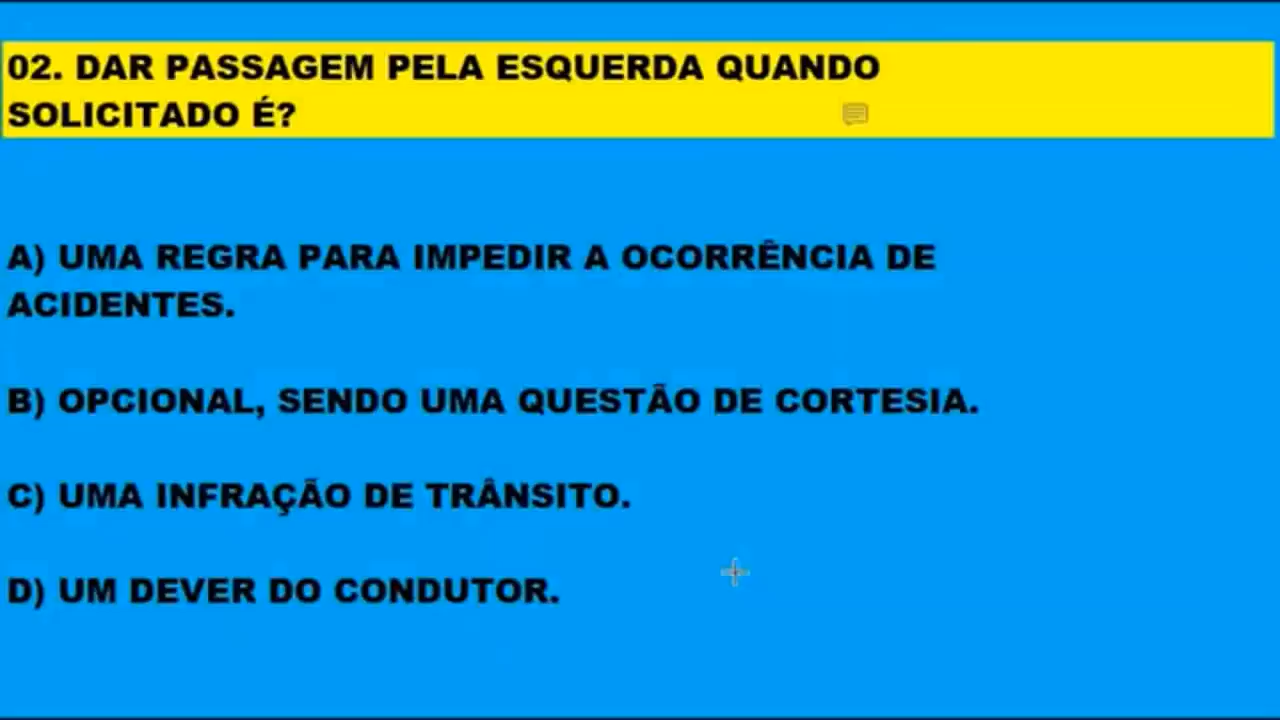 02. DAR PASSAGEM PELA ESQUERDA QUANDO
SOLICITADO É?
A) UMA REGRA PARA IMPEDIR A OCORRÊNCIA DE
ACIDENTES.
B) OPCIONAL, SENDO UMA QUESTÃO DE CORTESIA.
C) UMA INFRAÇÃO DE TRÂNSITO.
D) UM DEVER DO CONDUTOR.